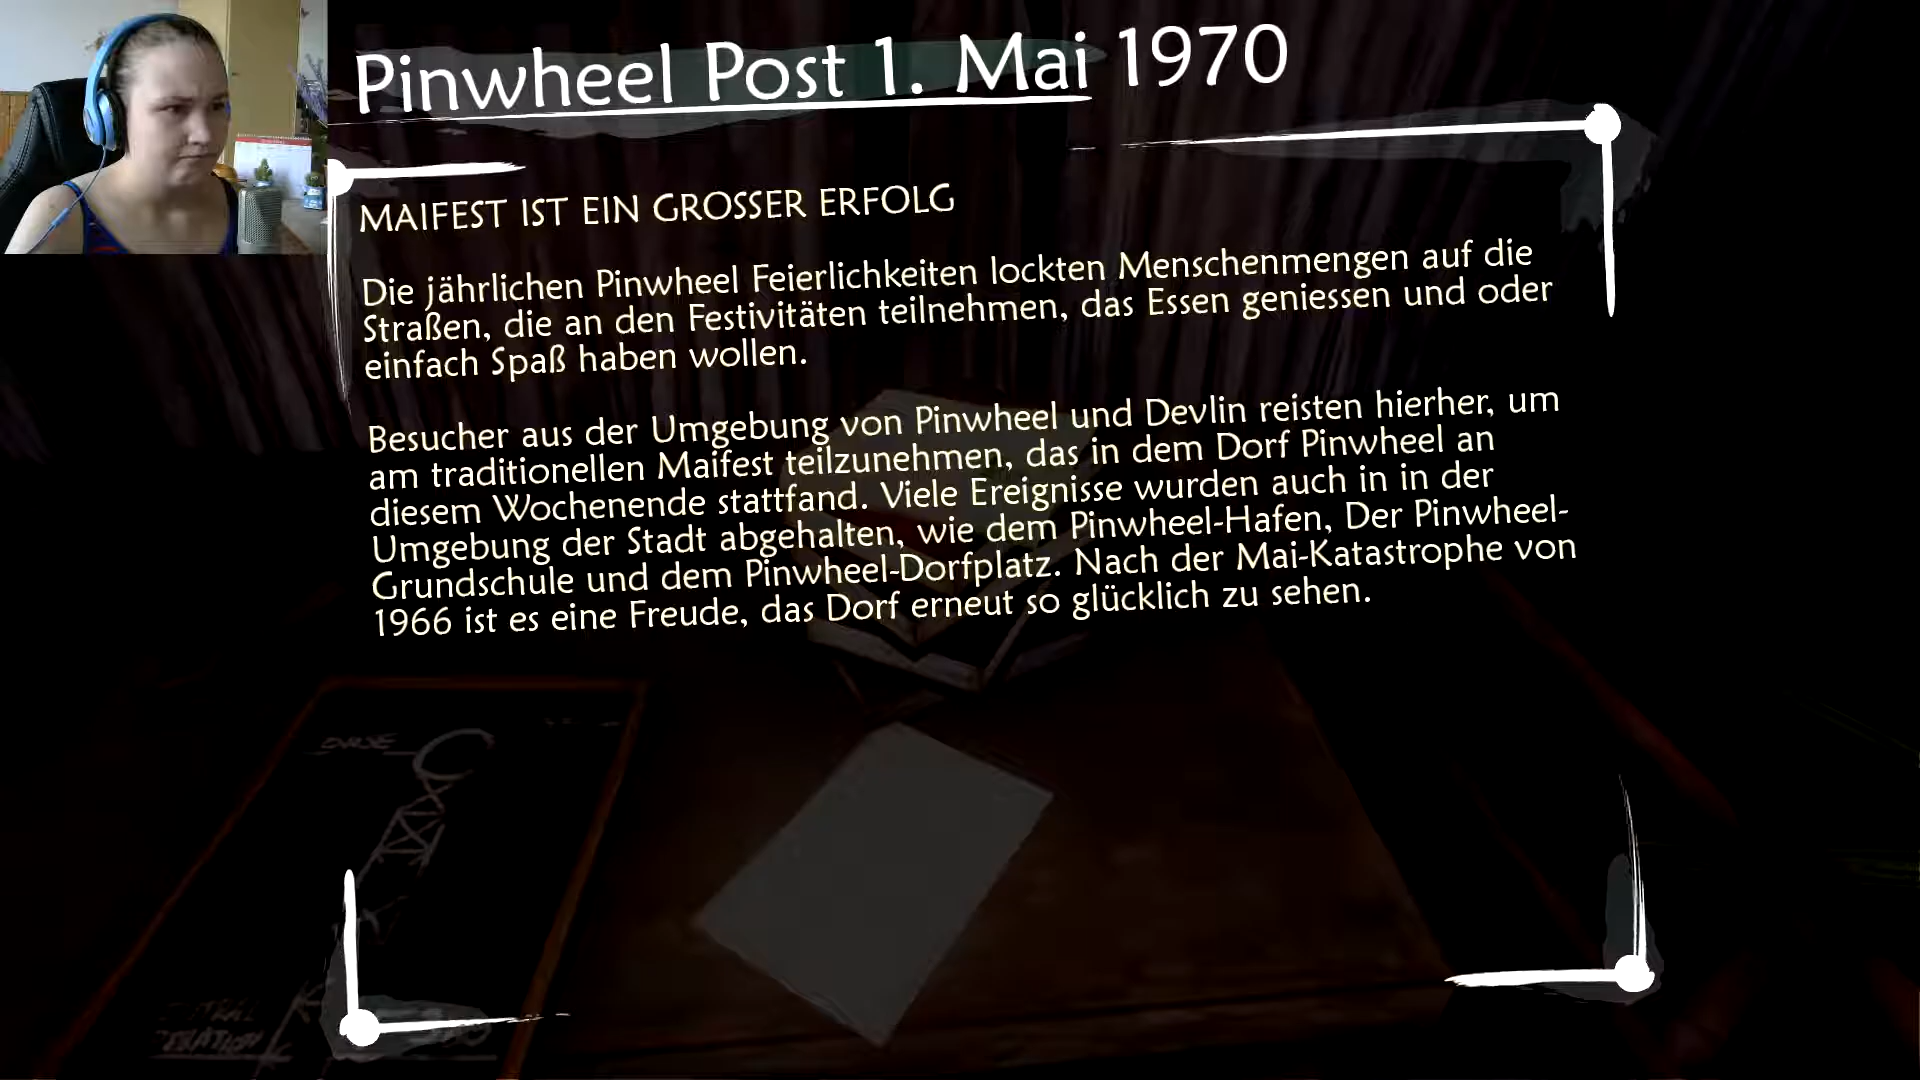 Pinwheel Post 1. Mai 1970
MAIFEST IST EIN GROSSER ERFOLG
Die jährlichen Pinwheel Feierlichkeiten lockten Menschenmengen auf die
Straßen, die an den Festivitäten teilnehmen, das Essen geniessen und oder
einfach Spaß haben wollen.
Besucher aus der Umgebung von Pinwheel und Devlin reisten hierher, um
am traditionellen Maifest teilzunehmen, das in dem Dorf Pinwheel an
diesem Wochenende stattfand. Viele Ereignisse wurden auch in in der
Umgebung der Stadt abgehalten, wie dem Pinwheel-Hafen, Der Pinwheel-
Grundschule und dem Pinwheel-Dorfplatz. Nach der Mai-Katastrophe von
1966 ist es eine Freude, das Dorf erneut so glücklich zu sehen.